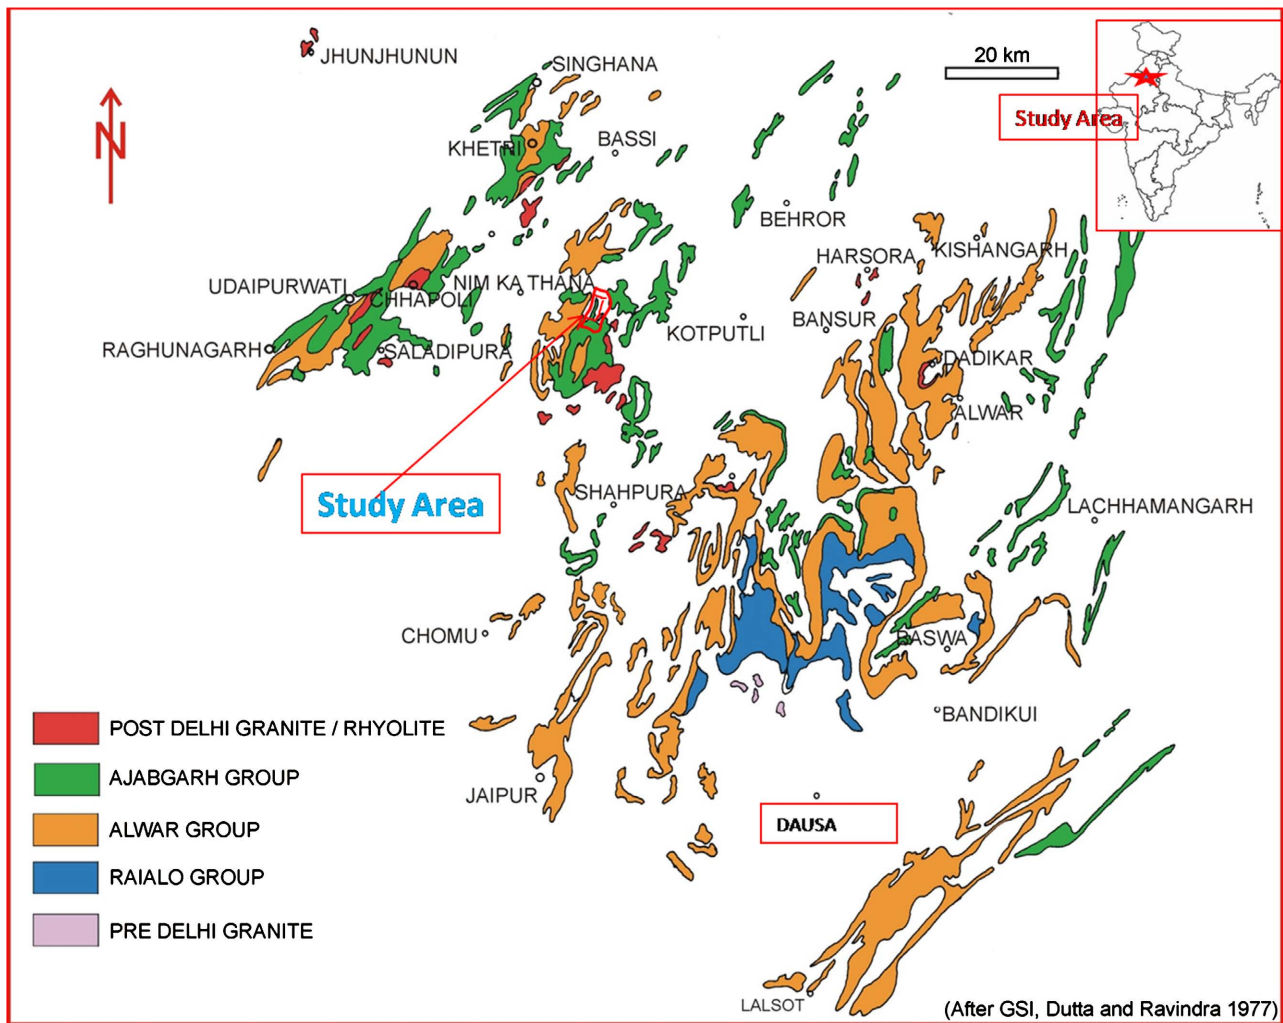 JHUNJHUNUN
SINGHANA
20 km
Study Area
N
KHETRI
BASSI
BEHROR
HARSORA
KISHANGARH
UDAIPURWATI
CHHAPOLI
NIM KA THANA
BANSUR
KOTPUTLI
RAGHUNAGARH
SALADIPURA
DADIKAR
ALWAR
Study Area
SHAHPURA
LACHHAMANGARH
CHOMU
BASWA
BANDIKUI
JAIPUR
DAUSA
POST DELHI GRANITE / RHYOLITE
AJABGARH GROUP
ALWAR GROUP
RAIALO GROUP
PRE DELHI GRANITE
LALSOT
(After GSI, Dutta and Ravindra 1977)